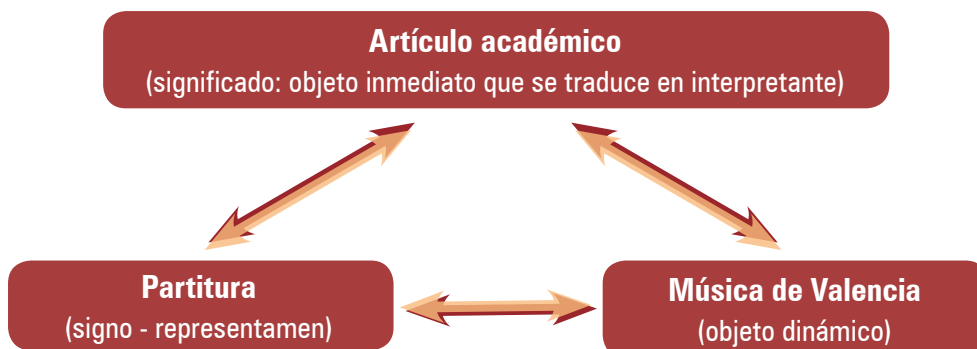 Artículo académico
(significado: objeto inmediato que se traduce en interpretante)
Partitura
(signo - representamen)
Música de Valencia
(objeto dinámico)